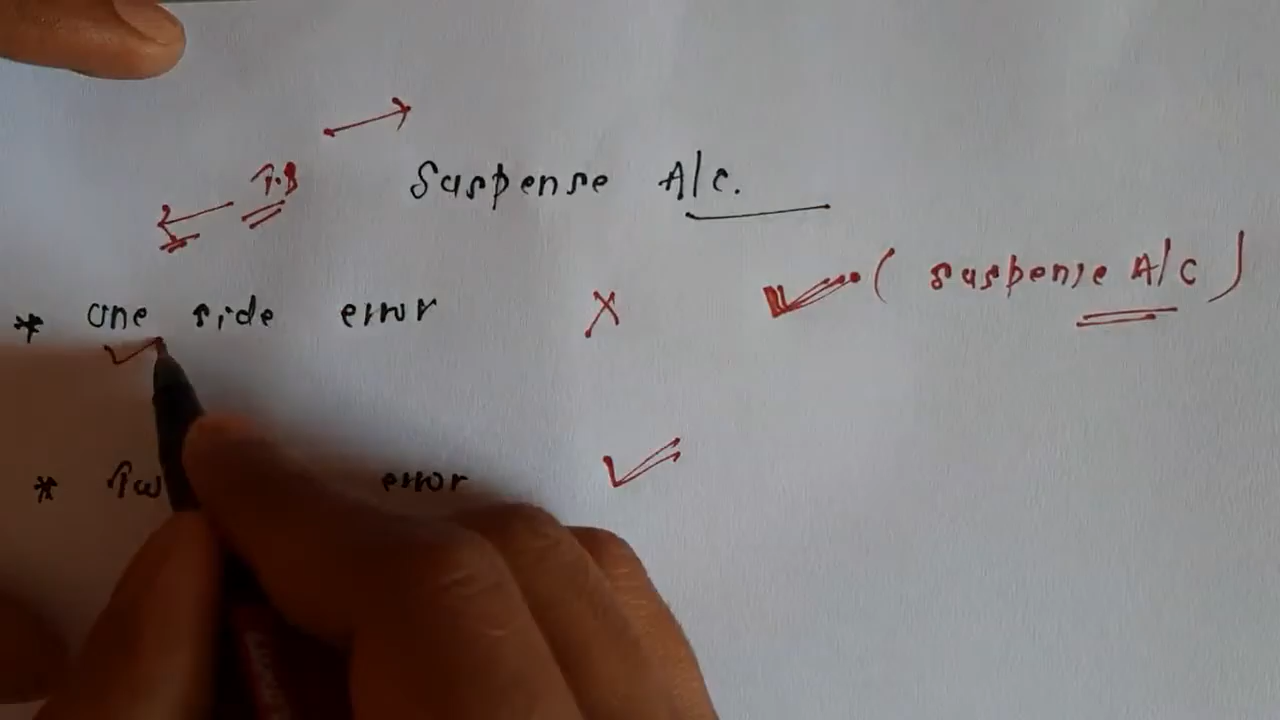 T.B
Suspense A/c.
* one side error X ✓ ( suspense A/C )
* error ✓